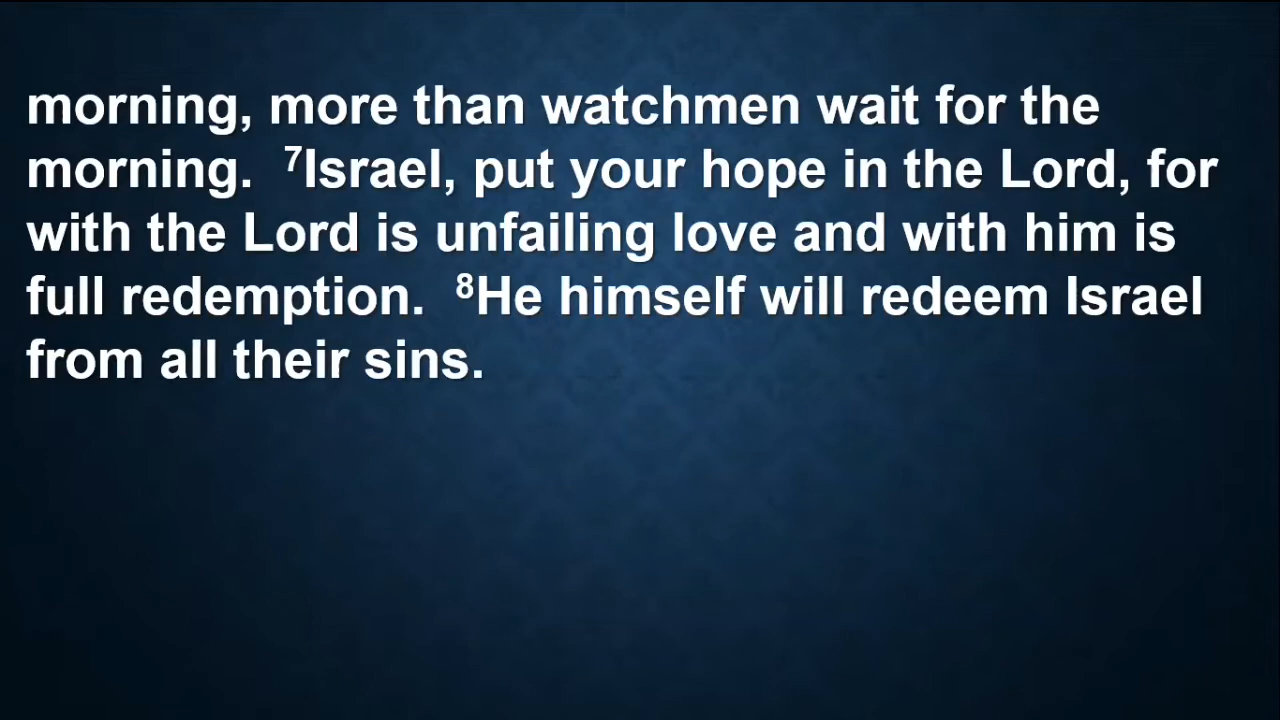 morning, more than watchmen wait for the
morning. ⁷Israel, put your hope in the Lord, for
with the Lord is unfailing love and with him is
full redemption. ⁸He himself will redeem Israel
from all their sins.